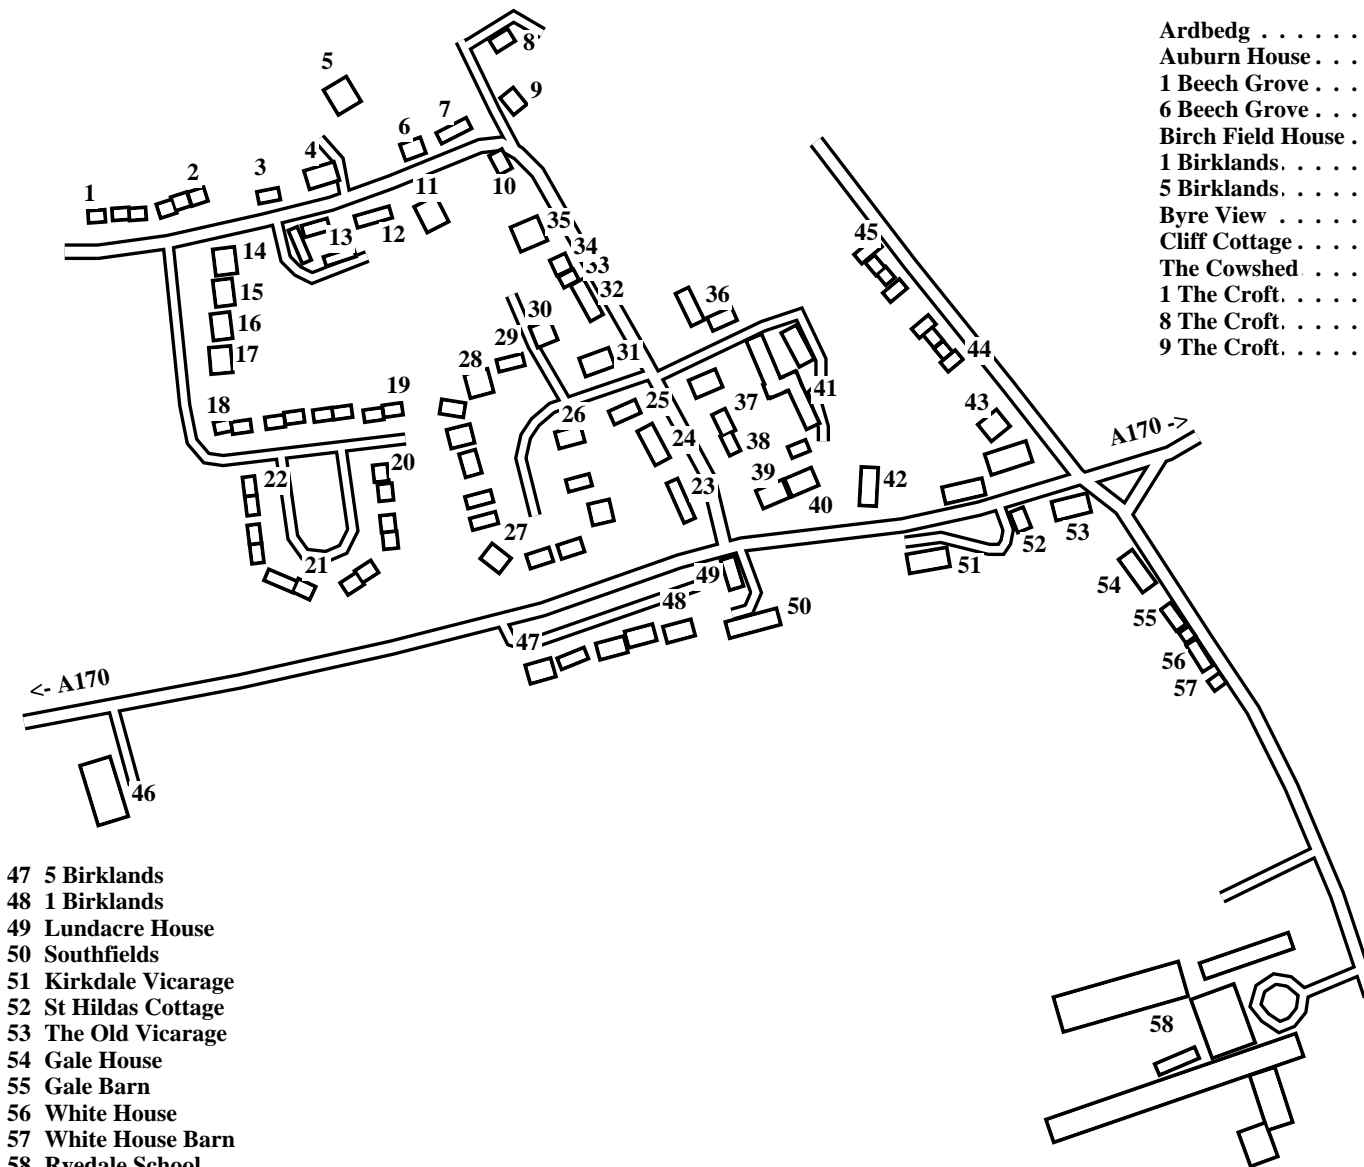 Ardbedg . . . . . .
Auburn House . . . .
1 Beech Grove . . . .
6 Beech Grove . . . .
Birch Field House .
1 Birklands. . . . .
5 Birklands. . . . .
Byre View . . . . .
Cliff Cottage . . . .
The Cowshed . . . .
1 The Croft. . . . .
8 The Croft. . . . .
9 The Croft. . . . .
1
2
3
4
5
6
7
8
9
10
11
12
13
14
15
16
17
18
19
20
21
22
23
24
25
26
27
28
29
30
31
32
33
34
35
36
37
38
39
40
41
42
43
44
45
A170 ->
46
47
48
49
50
51
52
53
54
55
56
57
58
<- A170
47 5 Birklands
48 1 Birklands
49 Lundacre House
50 Southfields
51 Kirkdale Vicarage
52 St Hildas Cottage
53 The Old Vicarage
54 Gale House
55 Gale Barn
56 White House
57 White House Barn
58 Ryedale School